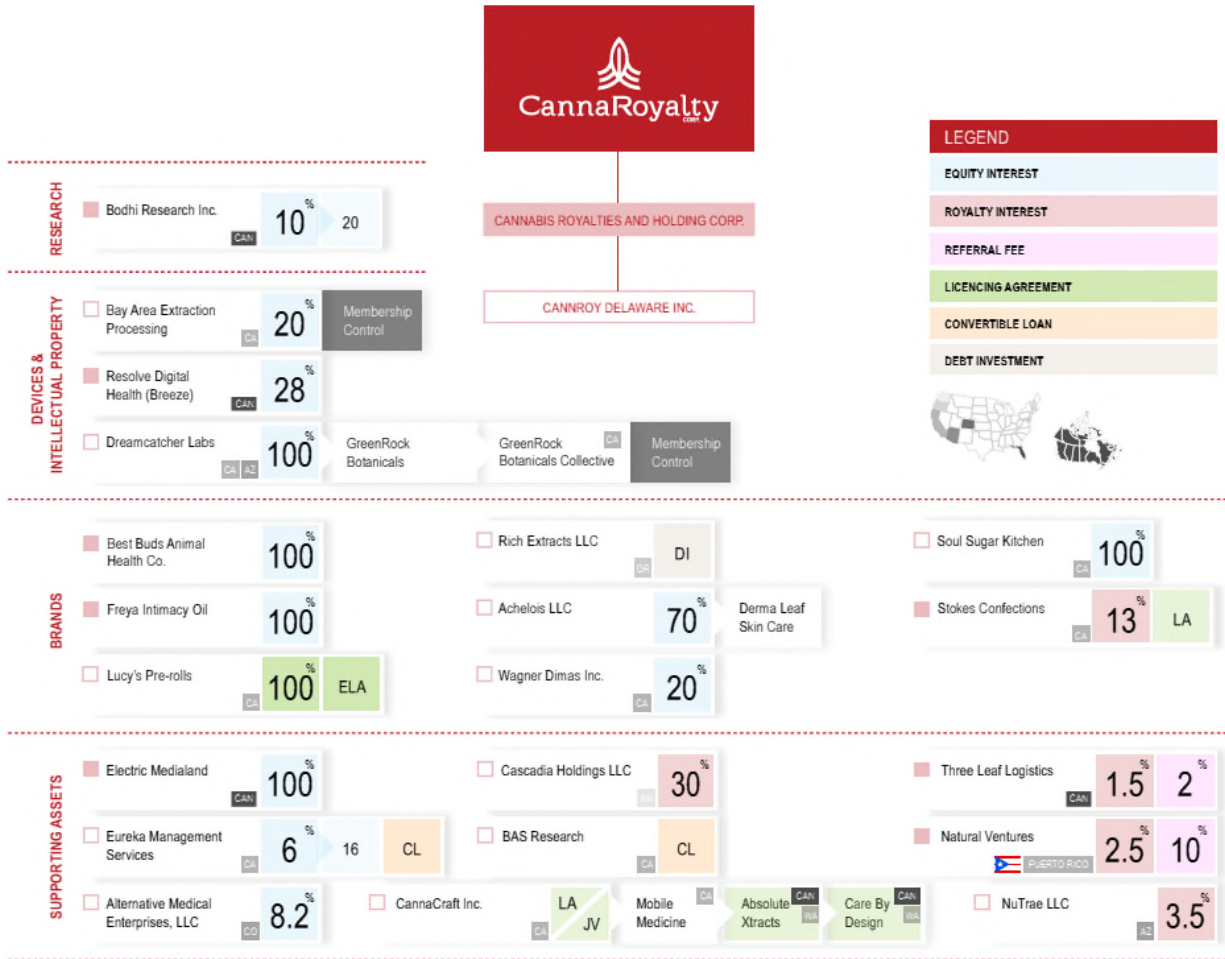 CannaRoyalty
CORP.
CANNABIS ROYALTIES AND HOLDING CORP.
CANNROY DELAWARE INC.
LEGEND
EQUITY INTEREST
ROYALTY INTEREST
REFERRAL FEE
LICENCING AGREEMENT
CONVERTIBLE LOAN
DEBT INVESTMENT
RESEARCH
Bodhi Research Inc.
CAN
10%
20
DEVICES &
INTELLECTUAL PROPERTY
Bay Area Extraction
Processing
CA
20%
Membership
Control
Resolve Digital
Health (Breeze)
CAN
28%
Dreamcatcher Labs
CA AZ
100%
GreenRock
Botanicals
GreenRock
Botanicals Collective
CA
Membership
Control
BRANDS
Best Buds Animal
Health Co.
100%
Freya Intimacy Oil
100%
Lucy's Pre-rolls
CA
100%
ELA
Rich Extracts LLC
OR
DI
Achelois LLC
70%
Derma Leaf
Skin Care
Wagner Dimas Inc.
CA
20%
Soul Sugar Kitchen
CA
100%
Stokes Confections
CA
13%
LA
SUPPORTING ASSETS
Electric Medialand
CAN
100%
Cascadia Holdings LLC
WA
30%
Three Leaf Logistics
CAN
1.5%
2%
Eureka Management
Services
CA
6%
16
CL
BAS Research
CA
CL
Natural Ventures
PUERTO RICO
2.5%
10%
Alternative Medical
Enterprises, LLC
CO
8.2%
CannaCraft Inc.
CA
LA
JV
Mobile
Medicine
CA
Absolute
Xtracts
CAN
WA
Care By
Design
CAN
WA
NuTrae LLC
AZ
3.5%